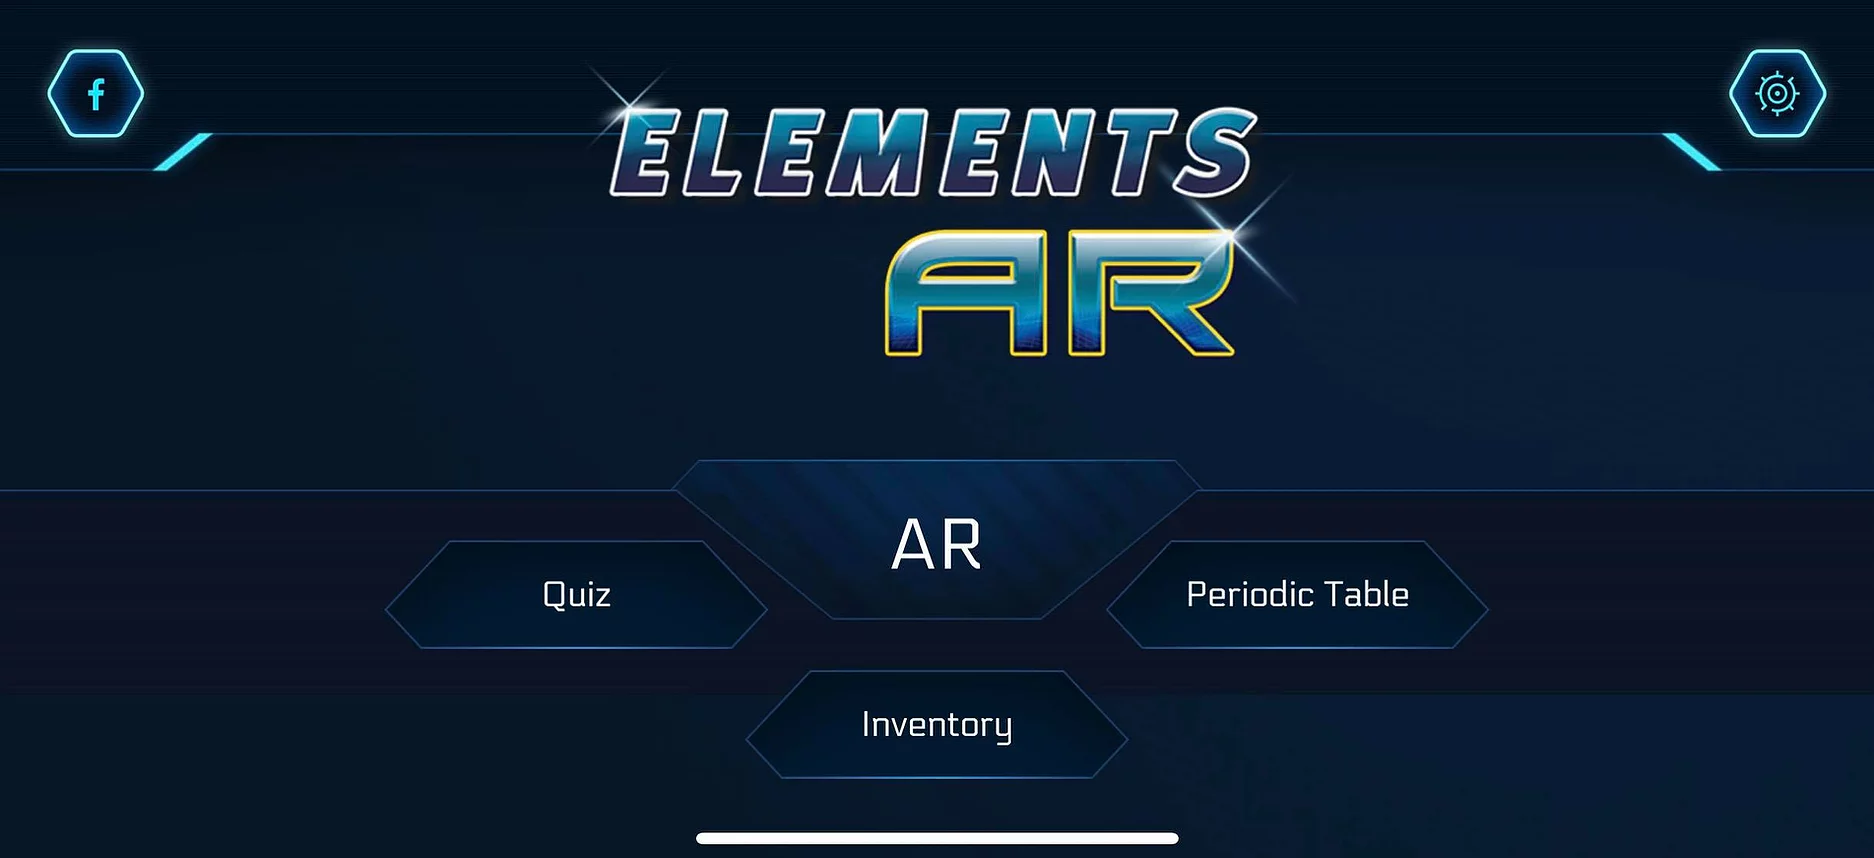 f
ELEMENTS
AR
AR
Quiz
Periodic Table
Inventory